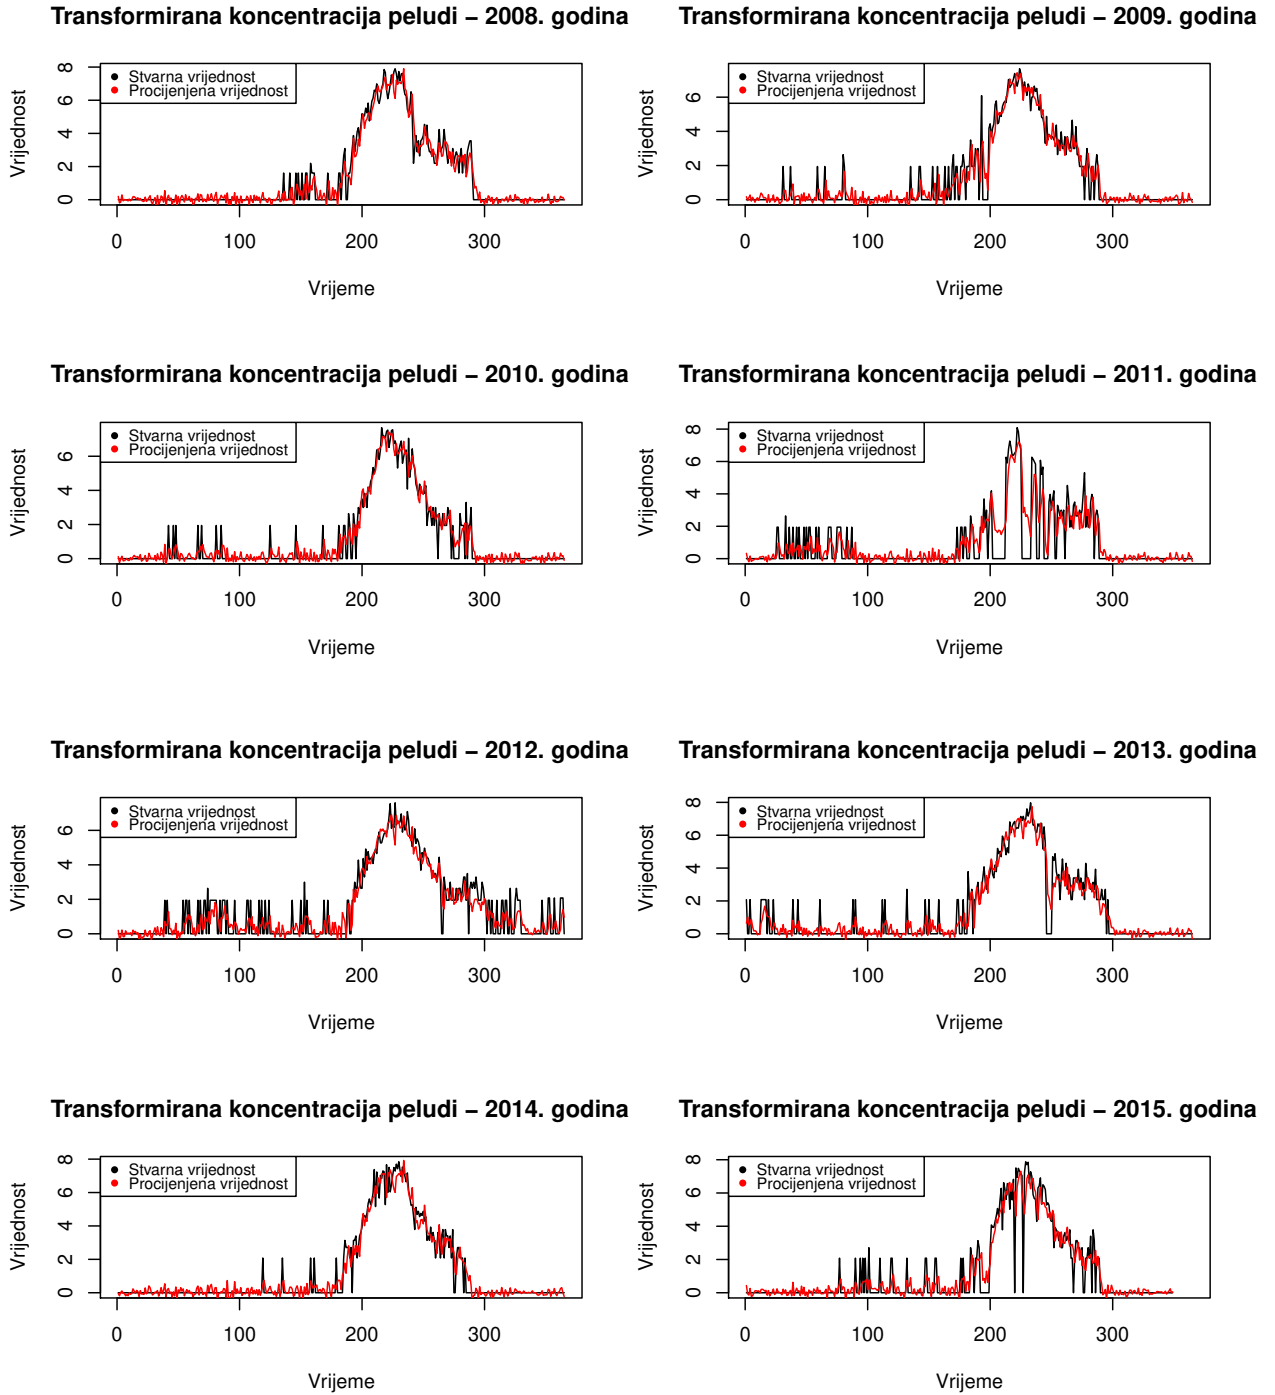 Transformirana koncentracija peludi − 2008. godina
Vrijednost
8
6
4
2
0
Stvarna vrijednost
Procijenjena vrijednost
0 100 200 300
Vrijeme
Transformirana koncentracija peludi − 2009. godina
Vrijednost
6
4
2
0
Stvarna vrijednost
Procijenjena vrijednost
0 100 200 300
Vrijeme
Transformirana koncentracija peludi − 2010. godina
Vrijednost
6
4
2
0
Stvarna vrijednost
Procijenjena vrijednost
0 100 200 300
Vrijeme
Transformirana koncentracija peludi − 2011. godina
Vrijednost
8
6
4
2
0
Stvarna vrijednost
Procijenjena vrijednost
0 100 200 300
Vrijeme
Transformirana koncentracija peludi − 2012. godina
Vrijednost
6
4
2
0
Stvarna vrijednost
Procijenjena vrijednost
0 100 200 300
Vrijeme
Transformirana koncentracija peludi − 2013. godina
Vrijednost
8
6
4
2
0
Stvarna vrijednost
Procijenjena vrijednost
0 100 200 300
Vrijeme
Transformirana koncentracija peludi − 2014. godina
Vrijednost
8
6
4
2
0
Stvarna vrijednost
Procijenjena vrijednost
0 100 200 300
Vrijeme
Transformirana koncentracija peludi − 2015. godina
Vrijednost
8
6
4
2
0
Stvarna vrijednost
Procijenjena vrijednost
0 100 200 300
Vrijeme